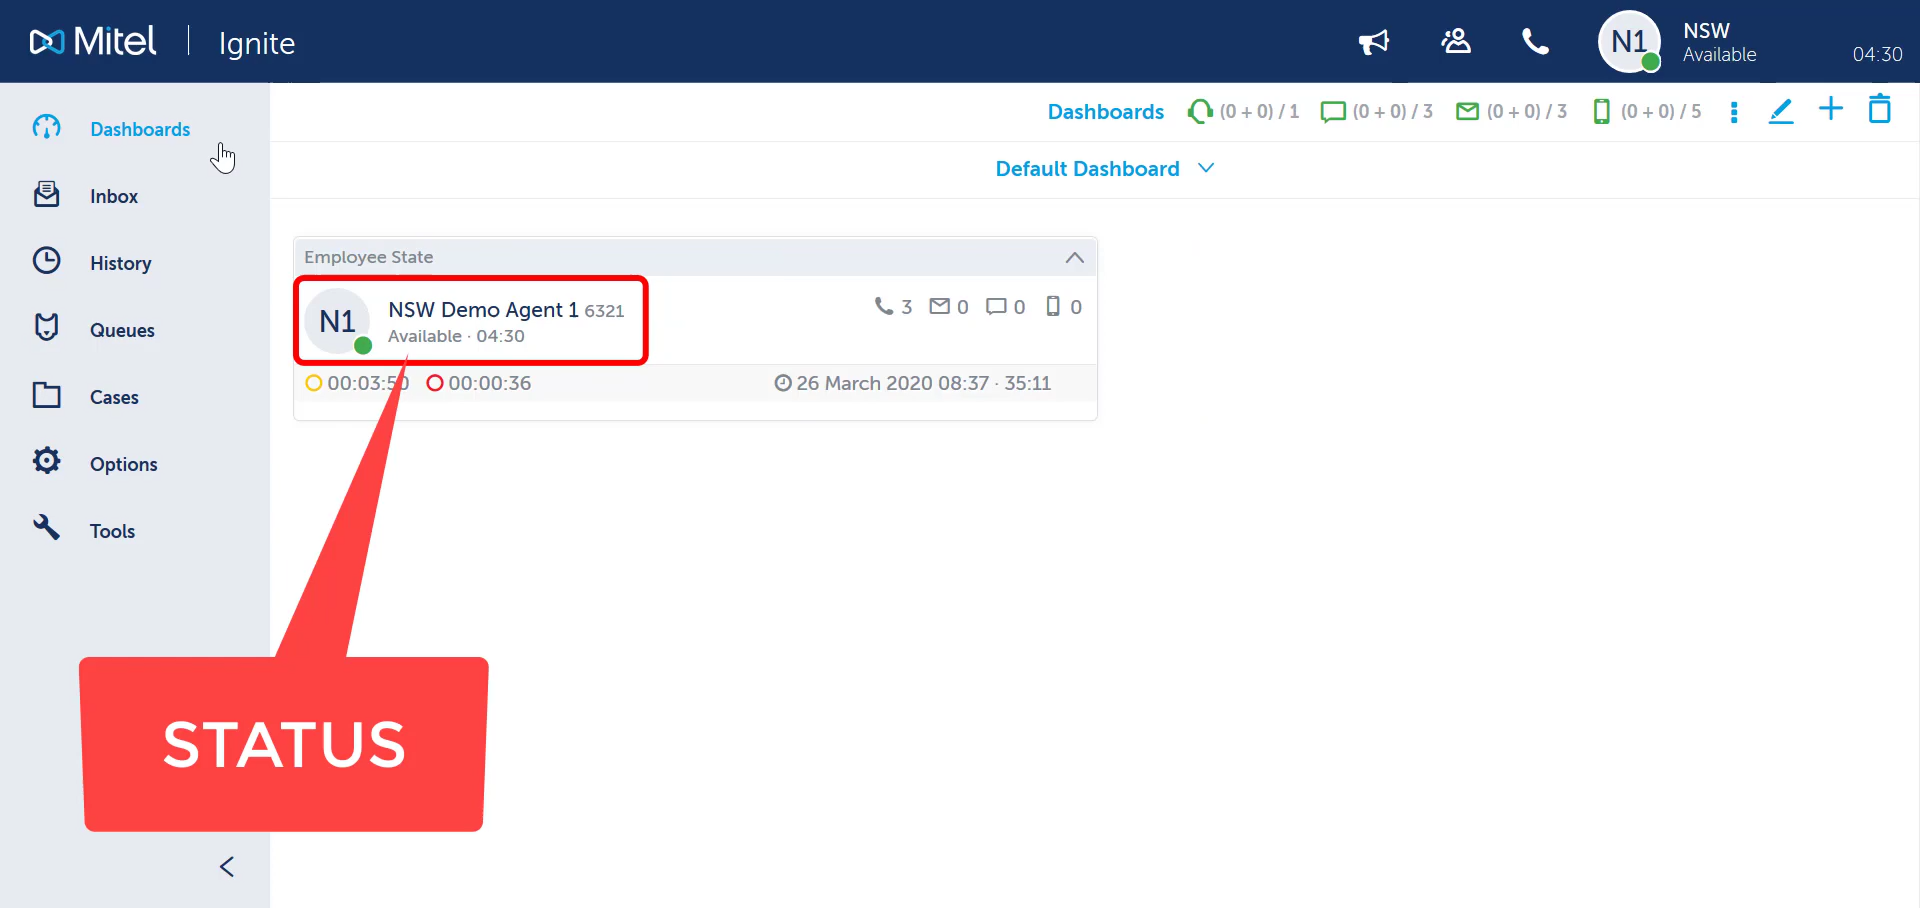 Mitel | Ignite
N1
NSW
Available
04:30
Dashboards
Inbox
History
Queues
Cases
Options
Tools
Dashboards (0 + 0) / 1 (0 + 0) / 3 (0 + 0) / 3 (0 + 0) / 5
Default Dashboard
Employee State
N1
NSW Demo Agent 1 6321
Available · 04:30
3 0 0 0
00:03:50 00:00:36 26 March 2020 08:37 · 35:11
STATUS